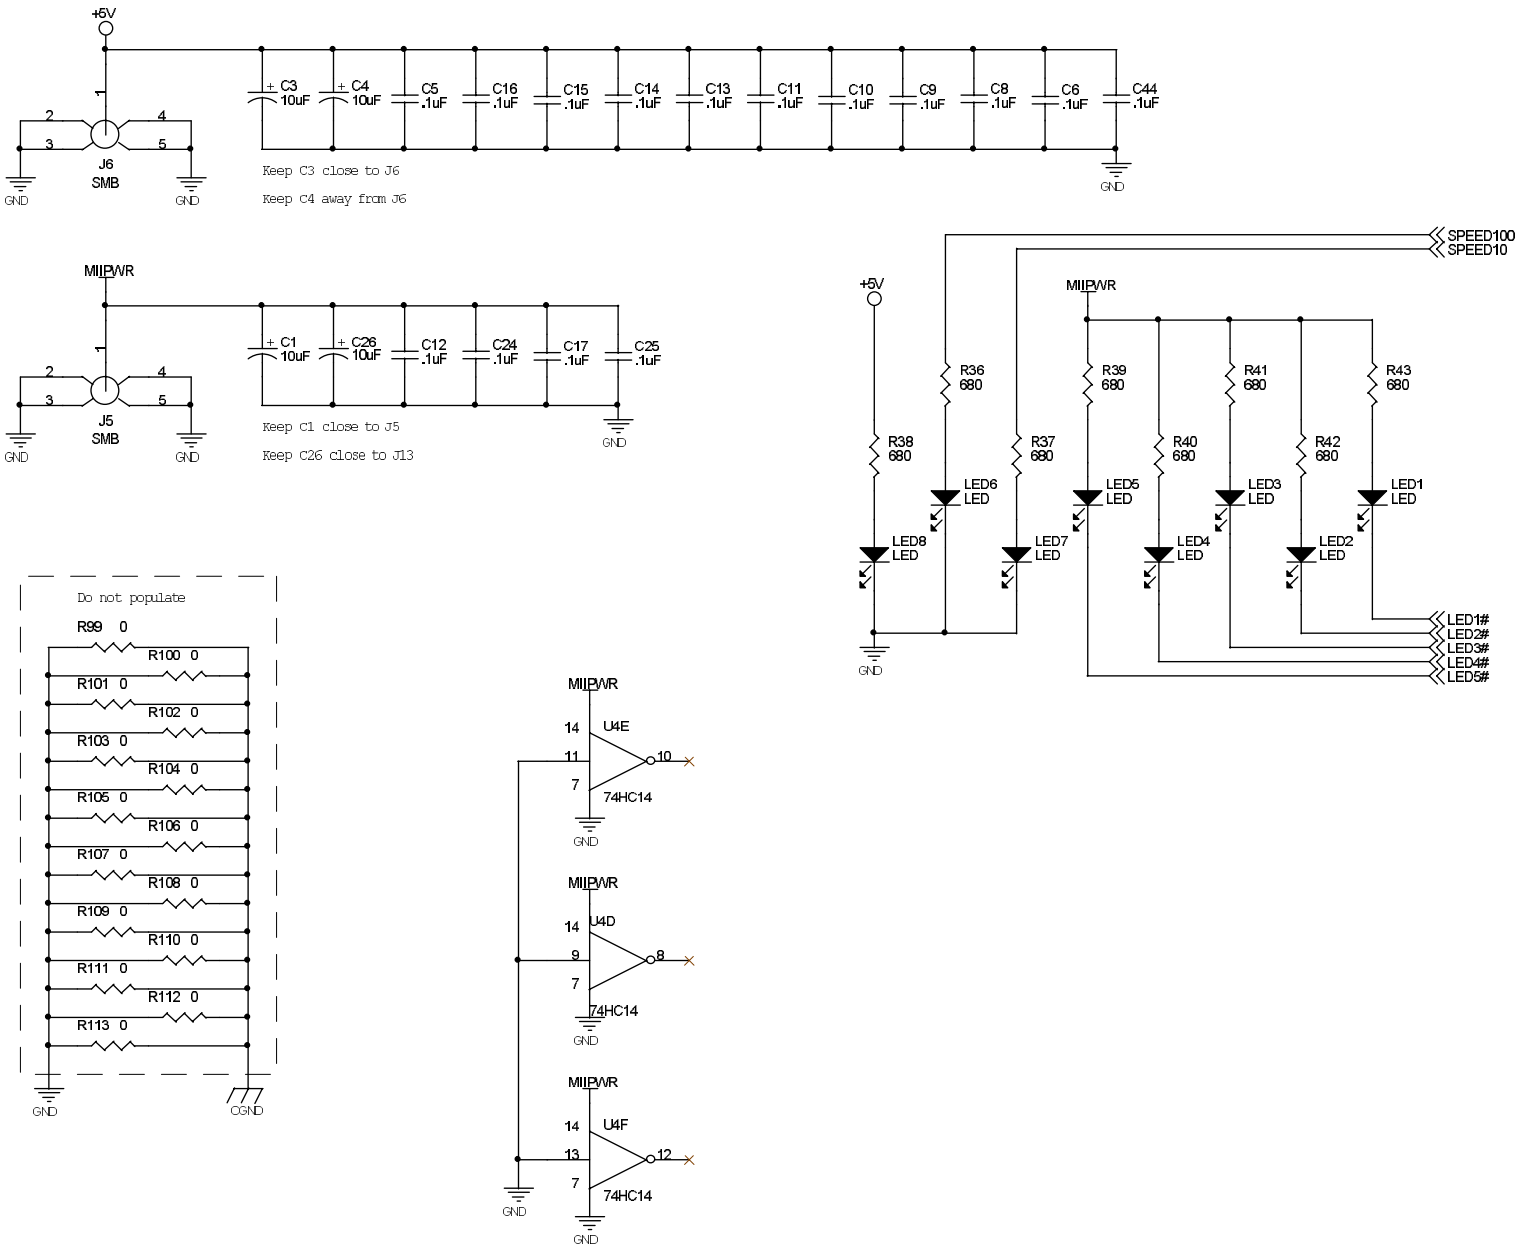 +5V
1
2
3
4
5
J6
SMB
GND
GND
C3
10uF
+
C4
10uF
+
C5
.1uF
C16
.1uF
C15
.1uF
C14
.1uF
C13
.1uF
C11
.1uF
C10
.1uF
C9
.1uF
C8
.1uF
C6
.1uF
C44
.1uF
GND
Keep C3 close to J6
Keep C4 away from J6
MIIPWR
1
2
3
4
5
J5
SMB
GND
GND
+
C1
10uF
+
C26
10uF
C12
.1uF
C24
.1uF
C17
.1uF
C25
.1uF
GND
Keep C1 close to J5
Keep C26 close to J13
SPEED100
SPEED10
+5V
MIIPWR
R36
680
R39
680
R41
680
R43
680
R38
680
R37
680
R40
680
R42
680
LED6
LED
LED5
LED
LED3
LED
LED1
LED
LED8
LED
LED7
LED
LED4
LED
LED2
LED
GND
LED1#
LED2#
LED3#
LED4#
LED5#
Do not populate
R99 0
R100 0
R101 0
R102 0
R103 0
R104 0
R105 0
R106 0
R107 0
R108 0
R109 0
R110 0
R111 0
R112 0
R113 0
GND
CGND
MIIPWR
14
U4E
11
10
7
74HC14
GND
MIIPWR
14
U4D
9
8
7
74HC14
GND
MIIPWR
14
U4F
13
12
7
74HC14
GND
GND